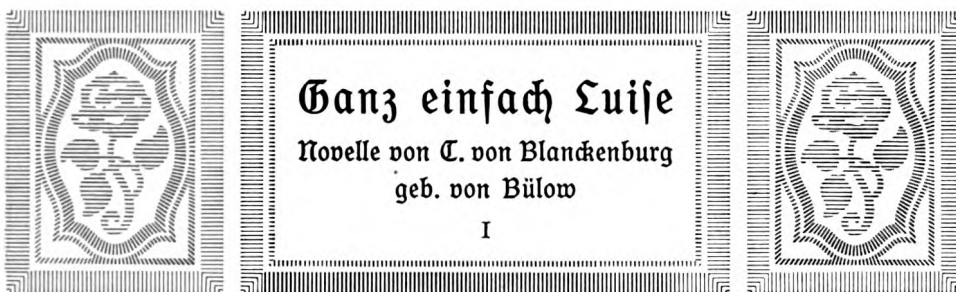 Ganz einfach Luiſe
Novelle von C. von Blanckenburg
geb. von Bülow
I